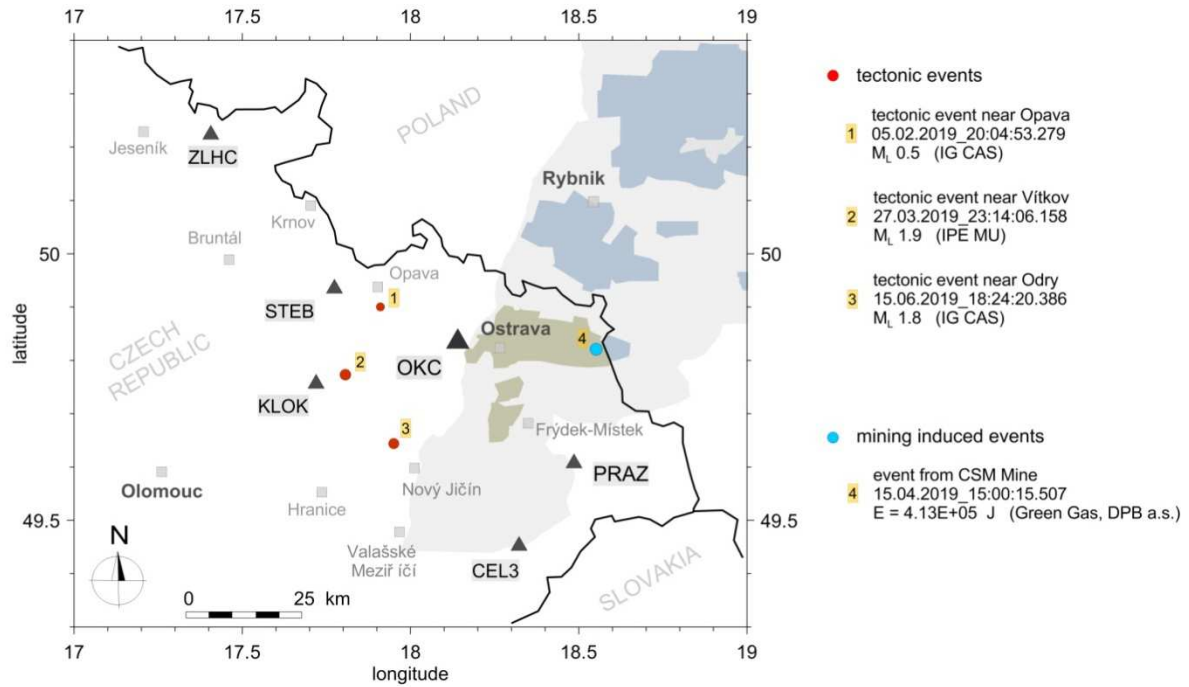 17 17.5 18 18.5 19
POLAND
Jeseník
ZLHC
Rybnik
Krnov
Bruntál
50
50
Opava
1
STEB
Ostrava
4
CZECH
REPUBLIC
OKC
2
KLOK
3
Frýdek-Místek
PRAZ
Nový Jičín
Olomouc
Hranice
49.5
49.5
Valašské
Meziř íčí
CEL3
SLOVAKIA
N
0 25 km
17 17.5 18 18.5 19
longitude
latitude
tectonic events
1
tectonic event near Opava
05.02.2019_20:04:53.279
M_L 0.5 (IG CAS)
2
tectonic event near Vítkov
27.03.2019_23:14:06.158
M_L 1.9 (IPE MU)
3
tectonic event near Odry
15.06.2019_18:24:20.386
M_L 1.8 (IG CAS)
mining induced events
4
event from CSM Mine
15.04.2019_15:00:15.507
E = 4.13E+05 J (Green Gas, DPB a.s.)